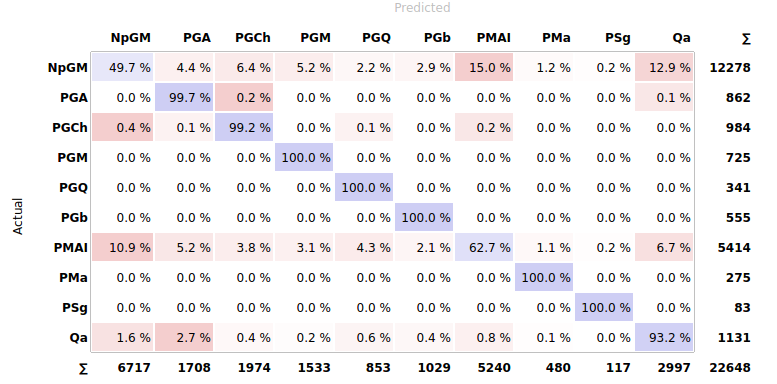 Predicted
NpGM PGA PGCh PGM PGQ PGb PMAI PMa PSg Qa Σ
NpGM 49.7 % 4.4 % 6.4 % 5.2 % 2.2 % 2.9 % 15.0 % 1.2 % 0.2 % 12.9 % 12278
PGA 0.0 % 99.7 % 0.2 % 0.0 % 0.0 % 0.0 % 0.0 % 0.0 % 0.0 % 0.1 % 862
PGCh 0.4 % 0.1 % 99.2 % 0.0 % 0.1 % 0.0 % 0.2 % 0.0 % 0.0 % 0.0 % 984
PGM 0.0 % 0.0 % 0.0 % 100.0 % 0.0 % 0.0 % 0.0 % 0.0 % 0.0 % 0.0 % 725
PGQ 0.0 % 0.0 % 0.0 % 0.0 % 100.0 % 0.0 % 0.0 % 0.0 % 0.0 % 0.0 % 341
Actual
PGb 0.0 % 0.0 % 0.0 % 0.0 % 0.0 % 100.0 % 0.0 % 0.0 % 0.0 % 0.0 % 555
PMAI 10.9 % 5.2 % 3.8 % 3.1 % 4.3 % 2.1 % 62.7 % 1.1 % 0.2 % 6.7 % 5414
PMa 0.0 % 0.0 % 0.0 % 0.0 % 0.0 % 0.0 % 0.0 % 100.0 % 0.0 % 0.0 % 275
PSg 0.0 % 0.0 % 0.0 % 0.0 % 0.0 % 0.0 % 0.0 % 0.0 % 100.0 % 0.0 % 83
Qa 1.6 % 2.7 % 0.4 % 0.2 % 0.6 % 0.4 % 0.8 % 0.1 % 0.0 % 93.2 % 1131
Σ 6717 1708 1974 1533 853 1029 5240 480 117 2997 22648